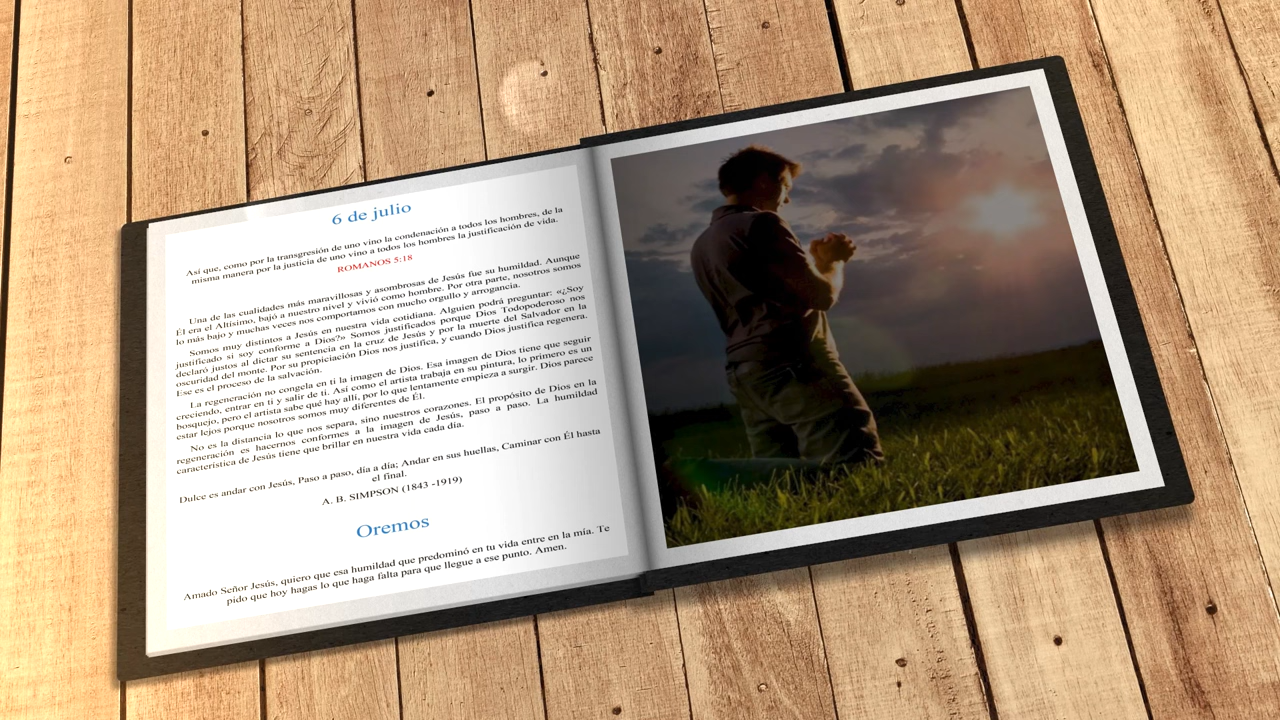 6 de julio
Así que, como por la transgresión de uno vino la condenación a todos los hombres, de la
misma manera por la justicia de uno vino a todos los hombres la justificación de vida.
ROMANOS 5:18
Una de las cualidades más maravillosas y asombrosas de Jesús fue su humildad. Aunque
Él era el Altísimo, bajó a nuestro nivel y vivió como hombre. Por otra parte, nosotros somos
lo más bajo y muchas veces nos comportamos con mucho orgullo y arrogancia.
Somos muy distintos a Jesús en nuestra vida cotidiana. Alguien podrá preguntar: «¿Soy
justificado si soy conforme a Dios?» Somos justificados porque Dios Todopoderoso nos
declaró justos al dictar su sentencia en la cruz de Jesús y por la muerte del Salvador en la
oscuridad del monte. Por su propiciación Dios nos justifica, y cuando Dios justifica regenera.
Ese es el proceso de la salvación.
La regeneración no congela en ti la imagen de Dios. Esa imagen de Dios tiene que seguir
creciendo, entrar en ti y salir de ti. Así como el artista trabaja en su pintura, lo primero es un
bosquejo, pero el artista sabe qué hay allí, por lo que lentamente empieza a surgir. Dios parece
estar lejos porque nosotros somos muy diferentes de Él.
No es la distancia lo que nos separa, sino nuestros corazones. El propósito de Dios en la
regeneración es hacernos conformes a la imagen de Jesús, paso a paso. La humildad
característica de Jesús tiene que brillar en nuestra vida cada día.
Dulce es andar con Jesús, Paso a paso, día a día; Andar en sus huellas, Caminar con Él hasta
el final.
A. B. SIMPSON (1843 -1919)
Oremos
Amado Señor Jesús, quiero que esa humildad que predominó en tu vida entre en la mía. Te
pido que hoy hagas lo que haga falta para que llegue a ese punto. Amen.